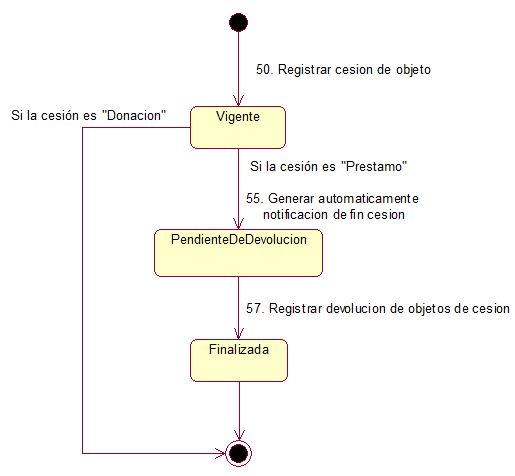 50. Registrar cesion de objeto
Si la cesión es "Donacion"
Vigente
Si la cesión es "Prestamo"
55. Generar automaticamente
notificacion de fin cesion
PendienteDeDevolucion
57. Registrar devolucion de objetos de cesion
Finalizada